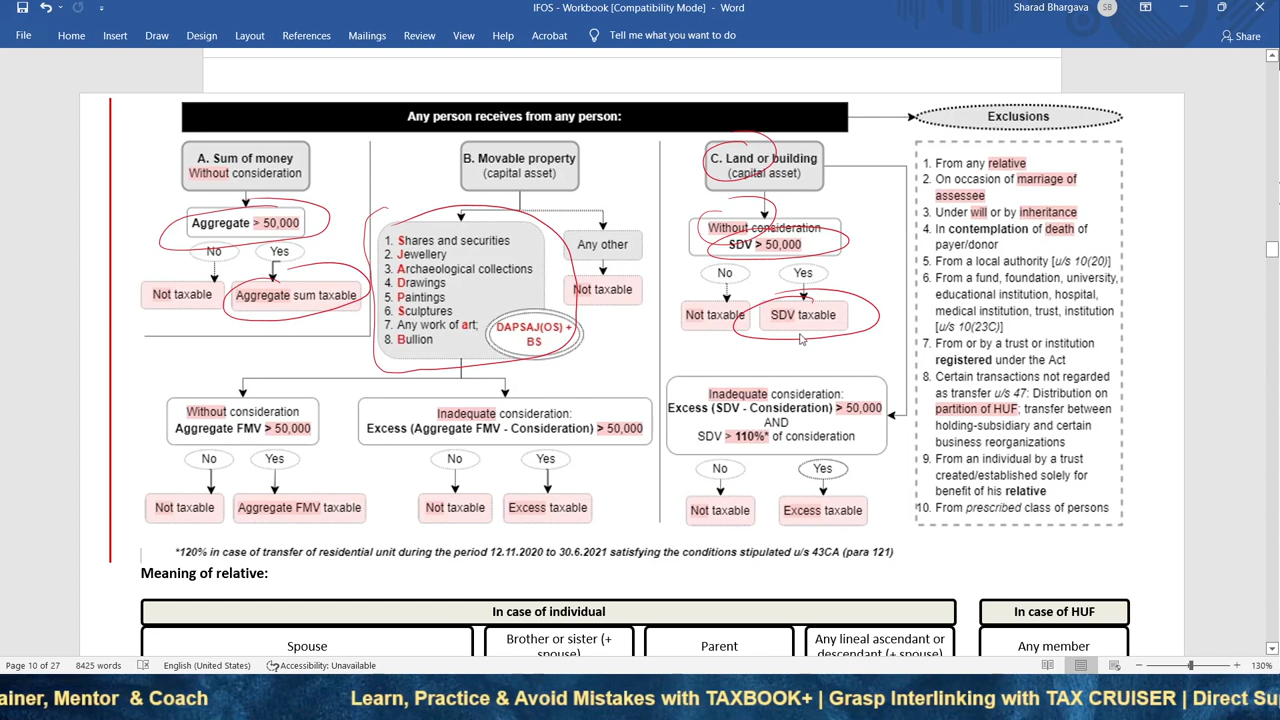 IFOS - Workbook [Compatibility Mode] - Word
Sharad Bhargava
SB
File Home Insert Draw Design Layout References Mailings Review View Help Acrobat Tell me what you want to do
Share
Any person receives from any person:
Exclusions
A. Sum of money
Without consideration
Aggregate > 50,000
No Yes
Not taxable
Aggregate sum taxable
B. Movable property
(capital asset)
1. Shares and securities
2. Jewellery
3. Archaeological collections
4. Drawings
5. Paintings
6. Sculptures
7. Any work of art;
8. Bullion
DAPSAJ(OS) +
BS
Any other
Not taxable
Without consideration
Aggregate FMV > 50,000
No Yes
Not taxable
Aggregate FMV taxable
Inadequate consideration:
Excess (Aggregate FMV - Consideration) > 50,000
No Yes
Not taxable
Excess taxable
C. Land or building
(capital asset)
Without consideration
SDV > 50,000
No Yes
Not taxable
SDV taxable
Inadequate consideration:
Excess (SDV - Consideration) > 50,000
AND
SDV > 110%* of consideration
No Yes
Not taxable
Excess taxable
1. From any relative
2. On occasion of marriage of
assessee
3. Under will or by inheritance
4. In contemplation of death of
payer/donor
5. From a local authority [u/s 10(20)]
6. From a fund, foundation, university,
educational institution, hospital,
medical institution, trust, institution
[u/s 10(23C)]
7. From or by a trust or institution
registered under the Act
8. Certain transactions not regarded
as transfer u/s 47: Distribution on
partition of HUF; transfer between
holding-subsidiary and certain
business reorganizations
9. From an individual by a trust
created/established solely for
benefit of his relative
10. From prescribed class of persons
*120% in case of transfer of residential unit during the period 12.11.2020 to 30.6.2021 satisfying the conditions stipulated u/s 43CA (para 121)
Meaning of relative:
In case of individual
In case of HUF
Spouse
Brother or sister (+
spouse)
Parent
Any lineal ascendant or
descendant (+ spouse)
Any member
Page 10 of 27 8425 words English (United States) Accessibility: Unavailable
130%
ainer, Mentor & Coach
Learn, Practice & Avoid Mistakes with TAXBOOK+ | Grasp Interlinking with TAX CRUISER | Direct Su